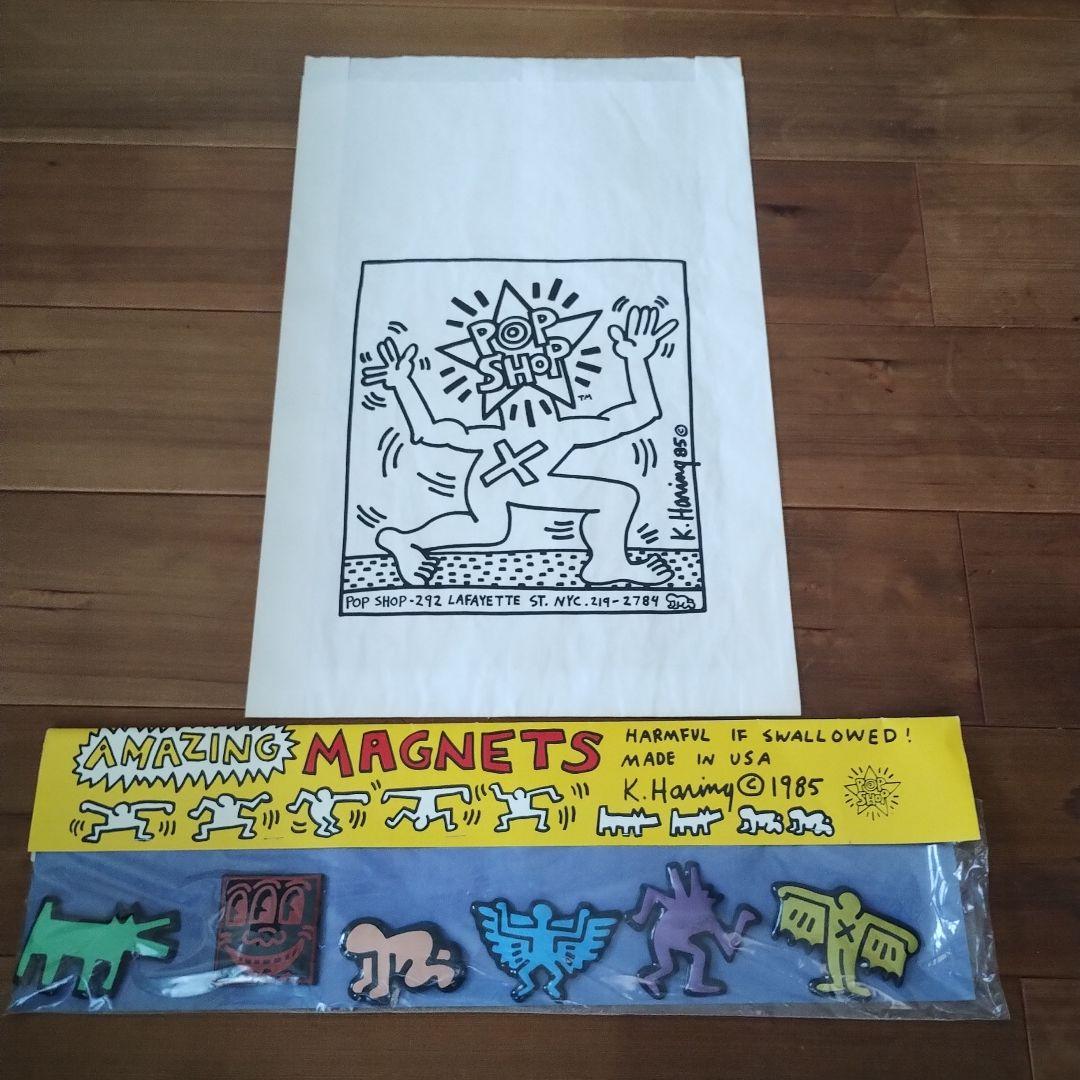 POP
SHOP
™
K. Haring 85 ©
POP SHOP-292 LAFAYETTE ST. NYC. 219-2784
AMAZING MAGNETS
HARMFUL IF SWALLOWED!
MADE IN USA
K. Haring © 1985
POP
SHOP